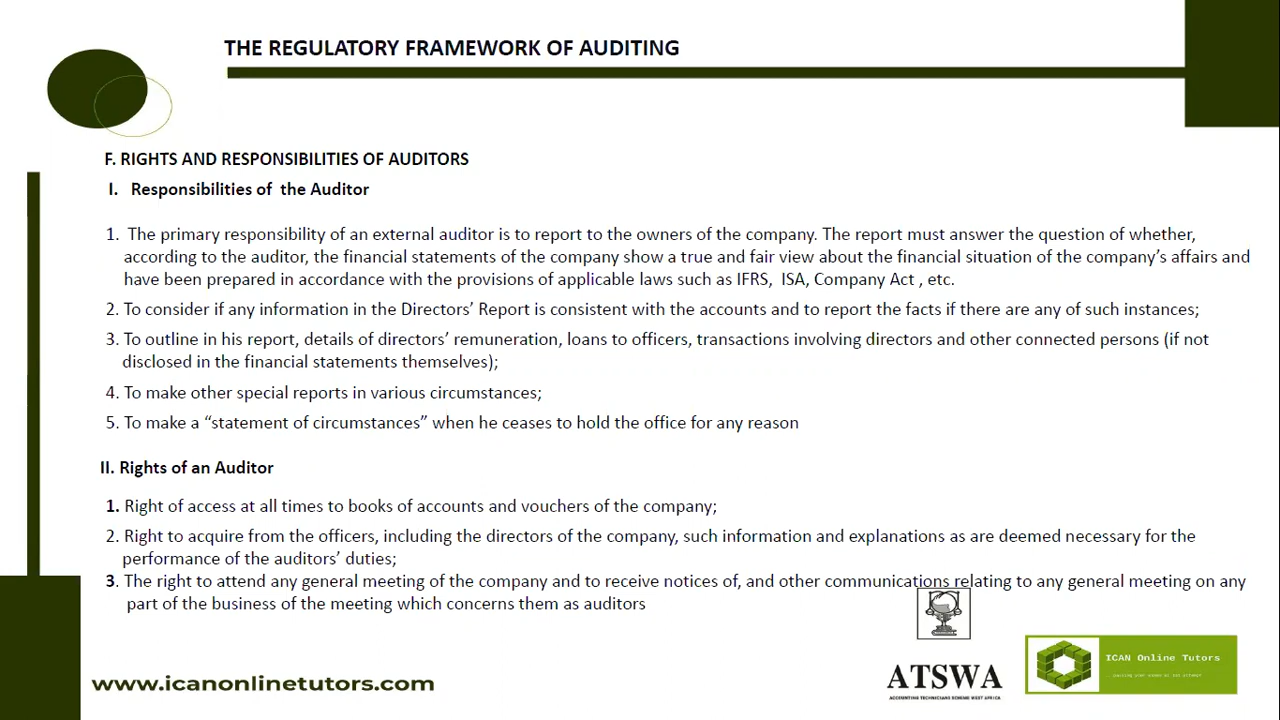 THE REGULATORY FRAMEWORK OF AUDITING
F. RIGHTS AND RESPONSIBILITIES OF AUDITORS
I. Responsibilities of the Auditor
1. The primary responsibility of an external auditor is to report to the owners of the company. The report must answer the question of whether,
according to the auditor, the financial statements of the company show a true and fair view about the financial situation of the company's affairs and
have been prepared in accordance with the provisions of applicable laws such as IFRS, ISA, Company Act , etc.
2. To consider if any information in the Directors' Report is consistent with the accounts and to report the facts if there are any of such instances;
3. To outline in his report, details of directors' remuneration, loans to officers, transactions involving directors and other connected persons (if not
disclosed in the financial statements themselves);
4. To make other special reports in various circumstances;
5. To make a “statement of circumstances” when he ceases to hold the office for any reason
II. Rights of an Auditor
1. Right of access at all times to books of accounts and vouchers of the company;
2. Right to acquire from the officers, including the directors of the company, such information and explanations as are deemed necessary for the
performance of the auditors' duties;
3. The right to attend any general meeting of the company and to receive notices of, and other communications relating to any general meeting on any
part of the business of the meeting which concerns them as auditors
www.icanonlinetutors.com
ATSWA
ACCOUNTING TECHNICIANS SCHEME WEST AFRICA
ICAN Online Tutors